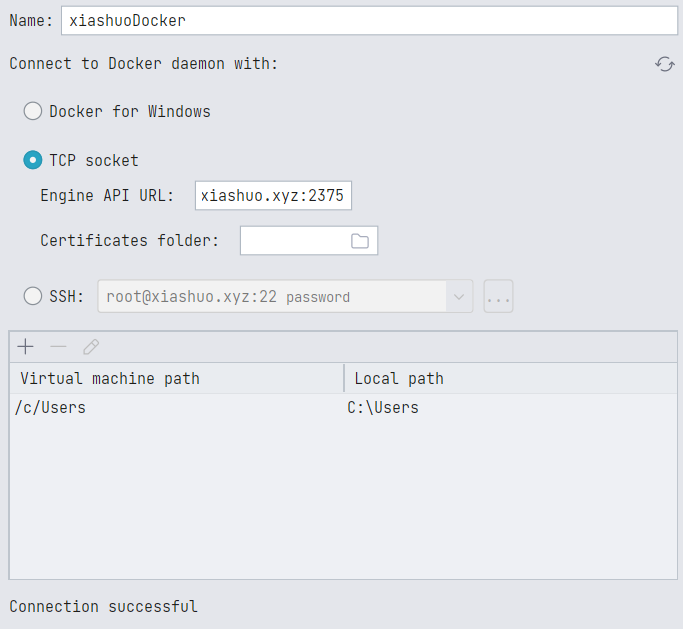 Name: xiashuoDocker
Connect to Docker daemon with:
Docker for Windows
TCP socket
Engine API URL: xiashuo.xyz:2375
Certificates folder:
SSH: root@xiashuo.xyz:22 password ...
Virtual machine path Local path
/c/Users C:\Users
Connection successful